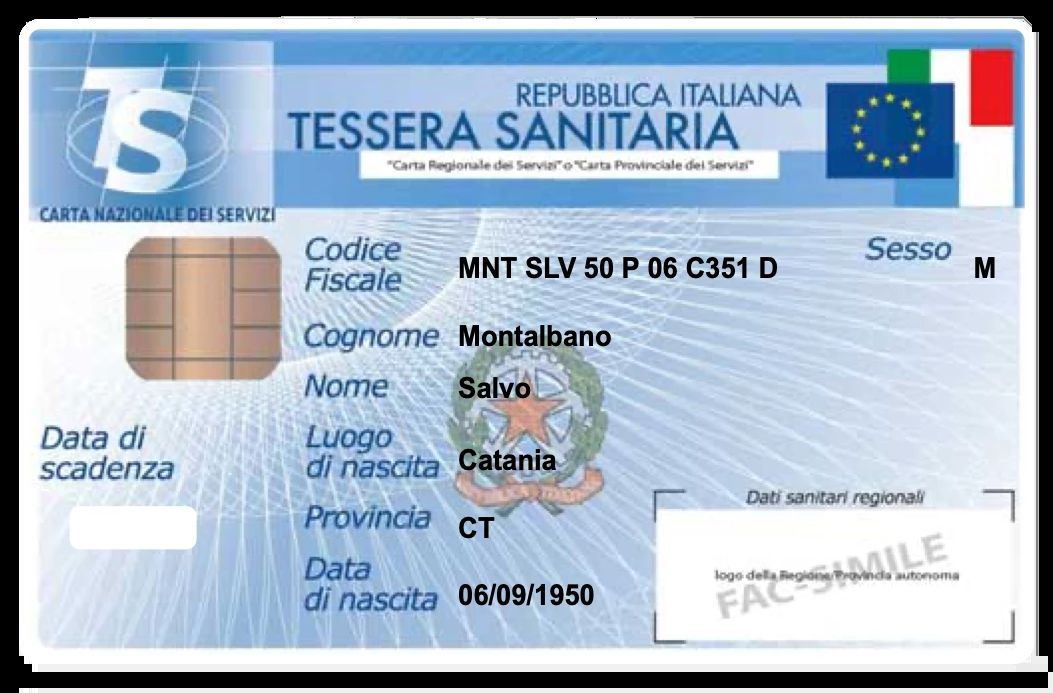 TS
CARTA NAZIONALE DEI SERVIZI
REPUBBLICA ITALIANA
TESSERA SANITARIA
"Carta Regionale dei Servizi" o "Carta Provinciale dei Servizi"
Codice Fiscale MNT SLV 50 P 06 C351 D
Sesso M
Cognome Montalbano
Nome Salvo
Luogo di nascita Catania
Provincia CT
Data di nascita 06/09/1950
Data di scadenza
Dati sanitari regionali
logo della Regione/Provincia autonoma
FAC-SIMILE